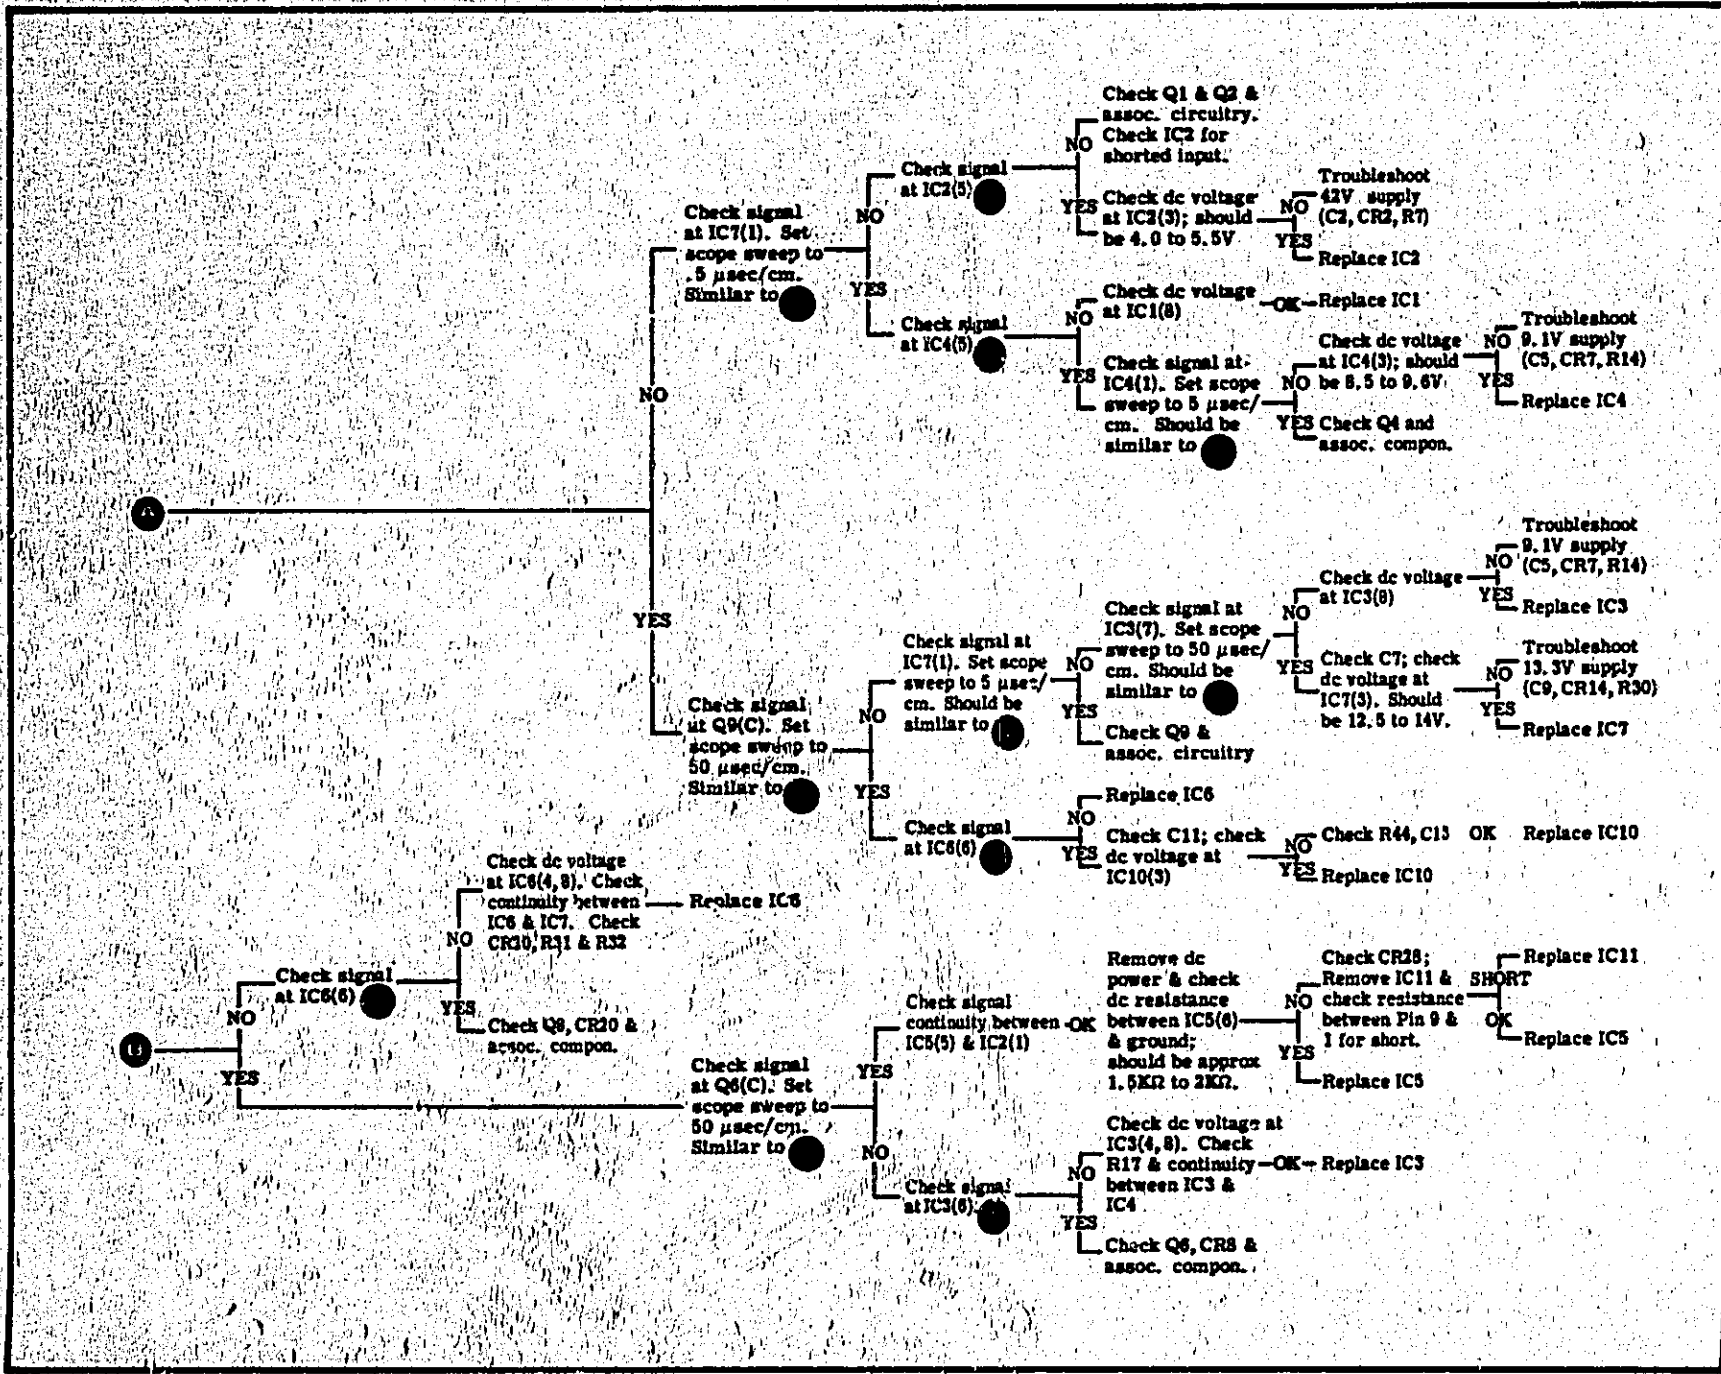 A
NO
YES
Check signal
at IC7(1). Set
scope sweep to
.5 µsec/cm.
Similar to
NO
YES
Check signal
at IC2(5)
NO
YES
Check Q1 & Q2 &
assoc. circuitry.
Check IC2 for
shorted input.
Check dc voltage
at IC2(3); should
be 4.0 to 5.5V
NO
YES
Troubleshoot
42V supply
(C2, CR2, R7)
Replace IC2
Check signal
at IC4(5)
NO
YES
Check dc voltage
at IC1(8)
OK
Replace IC1
Check signal at
IC4(1). Set scope
sweep to 5 µsec/
cm. Should be
similar to
NO
YES
Check dc voltage
at IC4(3); should
be 8.5 to 9.6V
NO
YES
Troubleshoot
9.1V supply
(C5, CR7, R14)
Replace IC4
Check Q4 and
assoc. compon.
Check signal
at Q9(C). Set
scope sweep to
50 µsec/cm.
Similar to
NO
YES
Check signal at
IC7(1). Set scope
sweep to 5 µsec/
cm. Should be
similar to
NO
YES
Check signal at
IC3(7). Set scope
sweep to 50 µsec/
cm. Should be
similar to
NO
YES
Check dc voltage
at IC3(8)
NO
YES
Troubleshoot
9.1V supply
(C5, CR7, R14)
Replace IC3
Check C7; check
dc voltage at
IC7(3). Should
be 12.5 to 14V.
NO
YES
Troubleshoot
13.3V supply
(C9, CR14, R30)
Replace IC7
Check Q9 &
assoc. circuitry
Check signal
at IC6(6)
NO
YES
Replace IC6
Check C11; check
dc voltage at
IC10(3)
NO
YES
Check R44, C13 OK Replace IC10
Replace IC10
B
NO
YES
Check signal
at IC6(6)
NO
YES
Check dc voltage
at IC6(4, 8). Check
continuity between
IC6 & IC7. Check
CR10, R31 & R32
Replace IC6
Check Q8, CR20 &
assoc. compon.
Check signal
at Q6(C). Set
scope sweep to
50 µsec/cm.
Similar to
YES
NO
Check signal
continuity between
IC5(5) & IC2(1)
OK
Remove dc
power & check
dc resistance
between IC5(6)
& ground;
should be approx
1.5KΩ to 2KΩ.
NO
YES
Check CR28;
Remove IC11 &
check resistance
between Pin 9 &
1 for short.
SHORT
OK
Replace IC11
Replace IC5
Replace IC5
Check signal
at IC3(6)
NO
YES
Check dc voltage at
IC3(4, 8). Check
R17 & continuity
between IC3 &
IC4
OK
Replace IC3
Check Q6, CR8 &
assoc. compon.